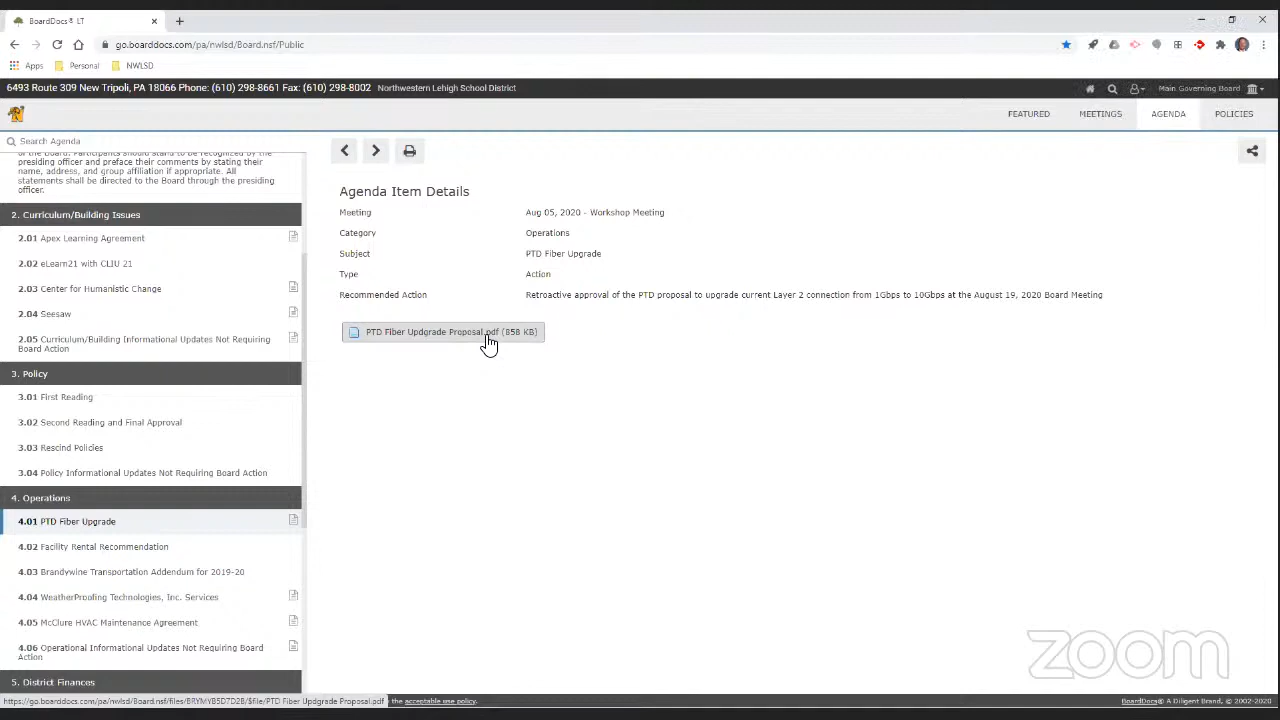 BoardDocs® LT
go.boarddocs.com/pa/nwlsd/Board.nsf/Public
Apps Personal NWLSD
6493 Route 309 New Tripoli, PA 18066 Phone: (610) 298-8661 Fax: (610) 298-8002 Northwestern Lehigh School District
Main Governing Board
FEATURED MEETINGS AGENDA POLICIES
Search Agenda
of the Board. Participants should stand to be recognized by the
presiding officer and preface their comments by stating their
name, address, and group affiliation if appropriate. All
statements shall be directed to the Board through the presiding
officer.
2. Curriculum/Building Issues
2.01 Apex Learning Agreement
2.02 eLearn21 with CLIU 21
2.03 Center for Humanistic Change
2.04 Seesaw
2.05 Curriculum/Building Informational Updates Not Requiring
Board Action
3. Policy
3.01 First Reading
3.02 Second Reading and Final Approval
3.03 Rescind Policies
3.04 Policy Informational Updates Not Requiring Board Action
4. Operations
4.01 PTD Fiber Upgrade
4.02 Facility Rental Recommendation
4.03 Brandywine Transportation Addendum for 2019-20
4.04 WeatherProofing Technologies, Inc. Services
4.05 McClure HVAC Maintenance Agreement
4.06 Operational Informational Updates Not Requiring Board
Action
5. District Finances
Agenda Item Details
Meeting Aug 05, 2020 - Workshop Meeting
Category Operations
Subject PTD Fiber Upgrade
Type Action
Recommended Action Retroactive approval of the PTD proposal to upgrade current Layer 2 connection from 1Gbps to 10Gbps at the August 19, 2020 Board Meeting
PTD Fiber Updgrade Proposal.pdf (858 KB)
zoom
https://go.boarddocs.com/pa/nwlsd/Board.nsf/files/BRYMYB5D7D2B/$file/PTD Fiber Updgrade Proposal.pdf the acceptable use policy.
BoardDocs® A Diligent Brand, © 2002-2020